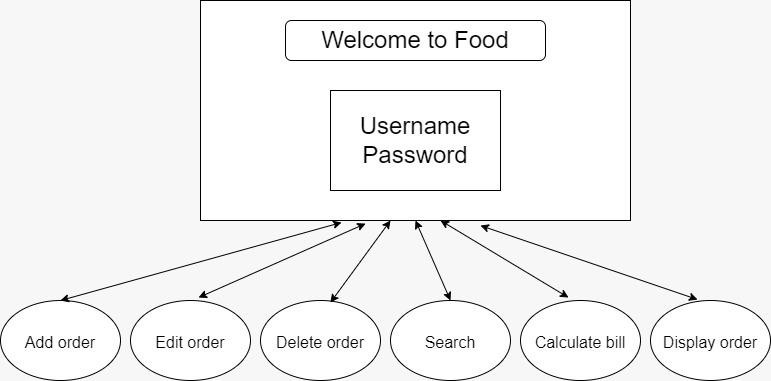 Welcome to Food
Username
Password
Add order
Edit order
Delete order
Search
Calculate bill
Display order